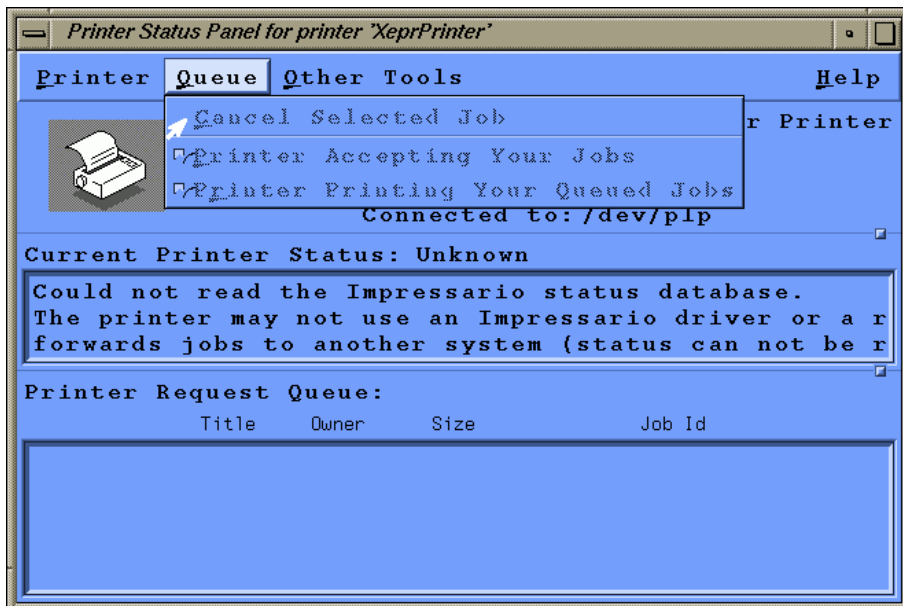 Printer Status Panel for printer 'XeprPrinter'
Printer Queue Other Tools Help
Cancel Selected Job
r Printer
Printer Accepting Your Jobs
Printer Printing Your Queued Jobs
Connected to: /dev/plp
Current Printer Status: Unknown
Could not read the Impressario status database.
The printer may not use an Impressario driver or a r
forwards jobs to another system (status can not be r
Printer Request Queue:
Title Owner Size Job Id